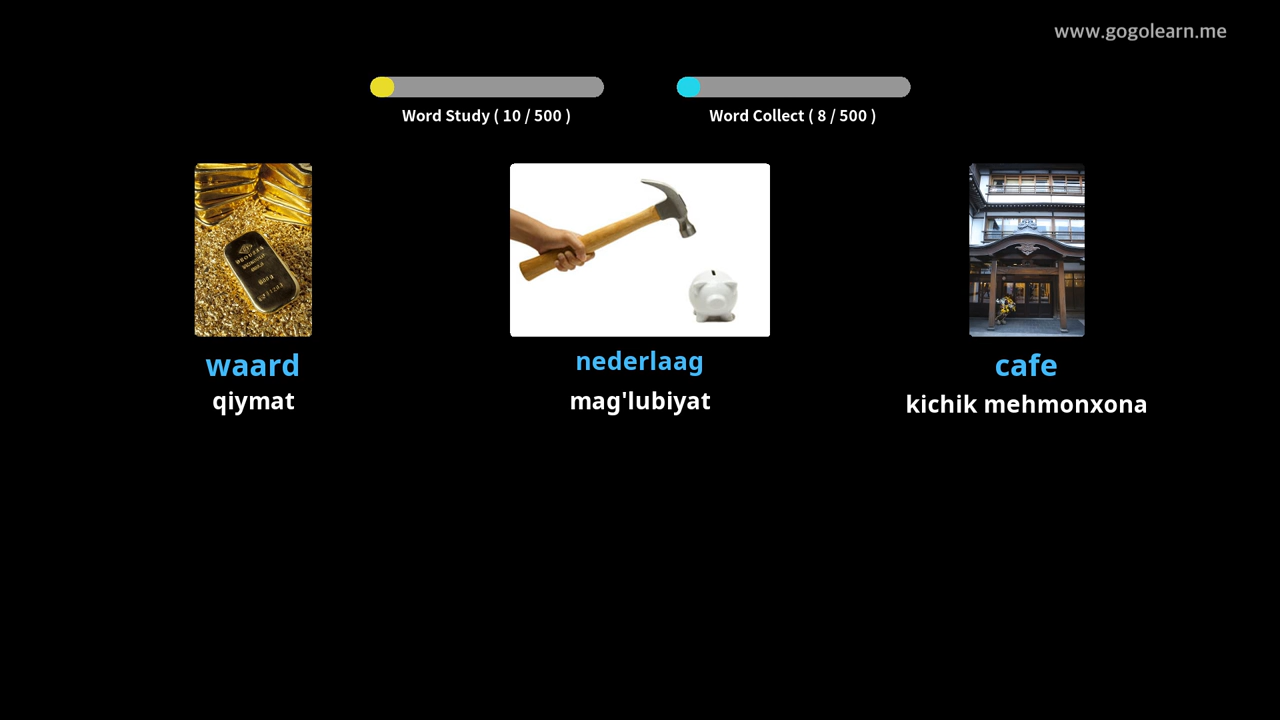 www.gogolearn.me
Word Study ( 10 / 500 )
Word Collect ( 8 / 500 )
waard
qiymat
nederlaag
mag'lubiyat
cafe
kichik mehmonxona